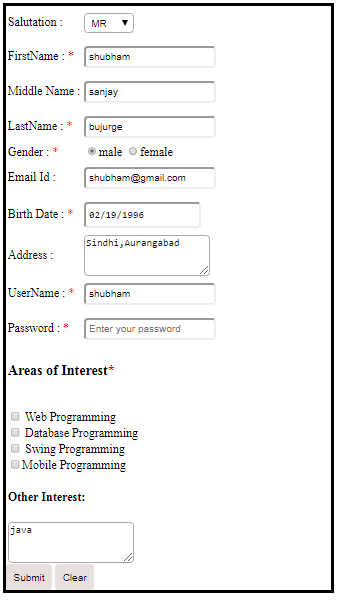 Salutation : MR
FirstName : * shubham
Middle Name : sanjay
LastName : * bujurge
Gender : * male female
Email Id : shubham@gmail.com
Birth Date : * 02/19/1996
Address : Sindhi,Aurangabad
UserName : * shubham
Password : * Enter your password
Areas of Interest*
Web Programming
Database Programming
Swing Programming
Mobile Programming
Other Interest:
java
Submit Clear